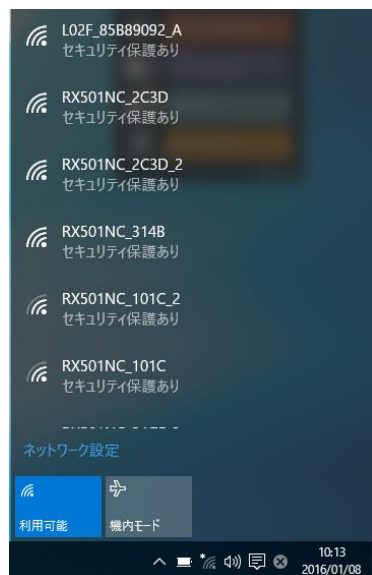 L02F_85B89092_A
セキュリティ保護あり
RX501NC_2C3D
セキュリティ保護あり
RX501NC_2C3D_2
セキュリティ保護あり
RX501NC_314B
セキュリティ保護あり
RX501NC_101C_2
セキュリティ保護あり
RX501NC_101C
セキュリティ保護あり
ネットワーク設定
利用可能
機内モード
10:13
2016/01/08